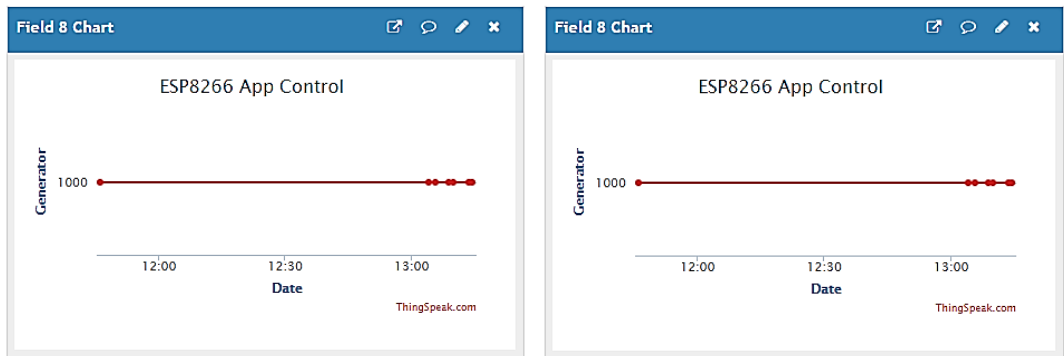 Field 8 Chart
ESP8266 App Control
Generator
1000
12:00 12:30 13:00
Date
ThingSpeak.com
Field 8 Chart
ESP8266 App Control
Generator
1000
12:00 12:30 13:00
Date
ThingSpeak.com